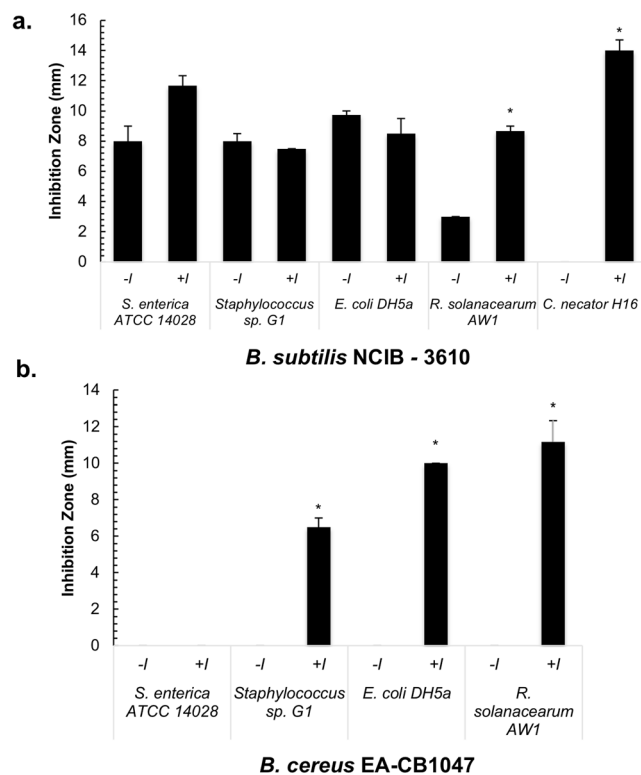 a.
Inhibition Zone (mm)
16
14
12
10
8
6
4
2
0
*
*
-I +I -I +I -I +I -I +I -I +I
S. enterica ATCC 14028
Staphylococcus sp. G1
E. coli DH5a
R. solanacearum AW1
C. necator H16
B. subtilis NCIB - 3610
b.
Inhibition Zone (mm)
14
12
10
8
6
4
2
0
*
*
*
-I +I -I +I -I +I -I +I
S. enterica ATCC 14028
Staphylococcus sp. G1
E. coli DH5a
R. solanacearum AW1
B. cereus EA-CB1047